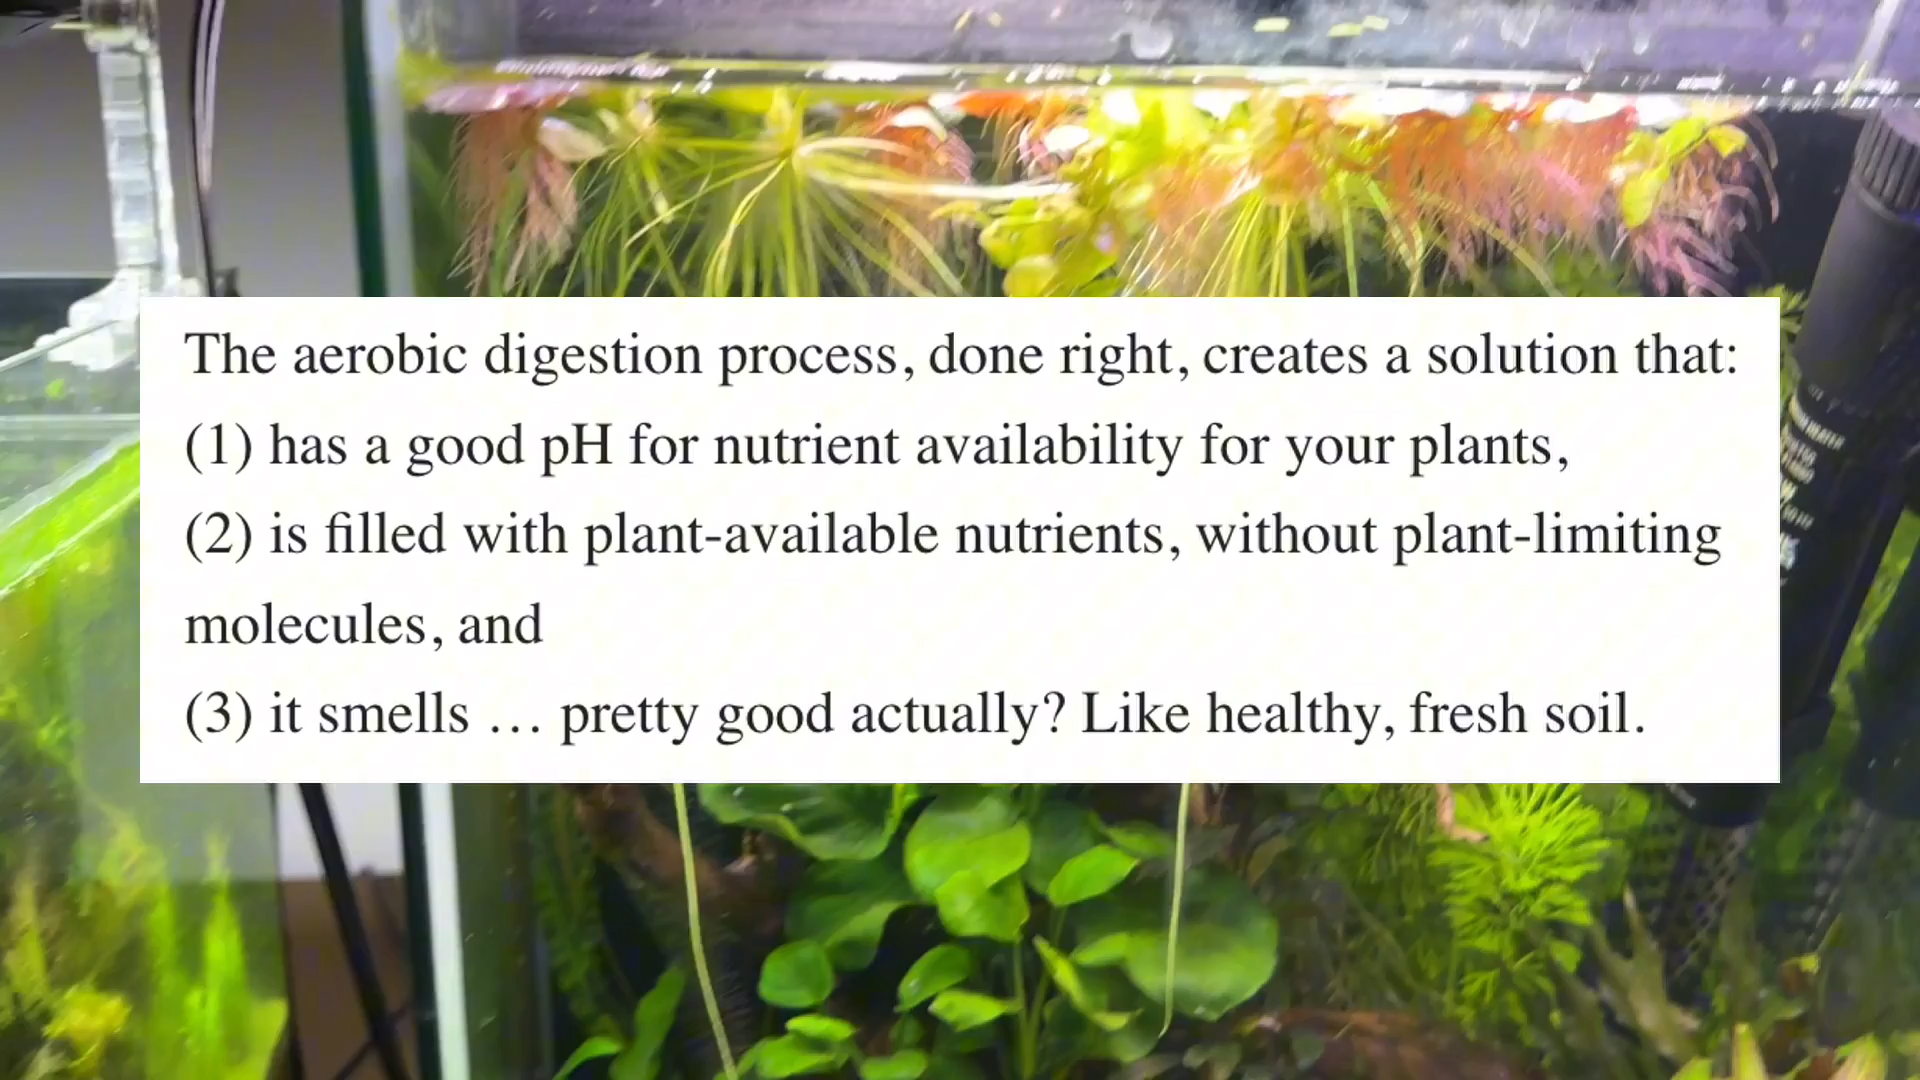 The aerobic digestion process, done right, creates a solution that:
(1) has a good pH for nutrient availability for your plants,
(2) is filled with plant-available nutrients, without plant-limiting
molecules, and
(3) it smells … pretty good actually? Like healthy, fresh soil.